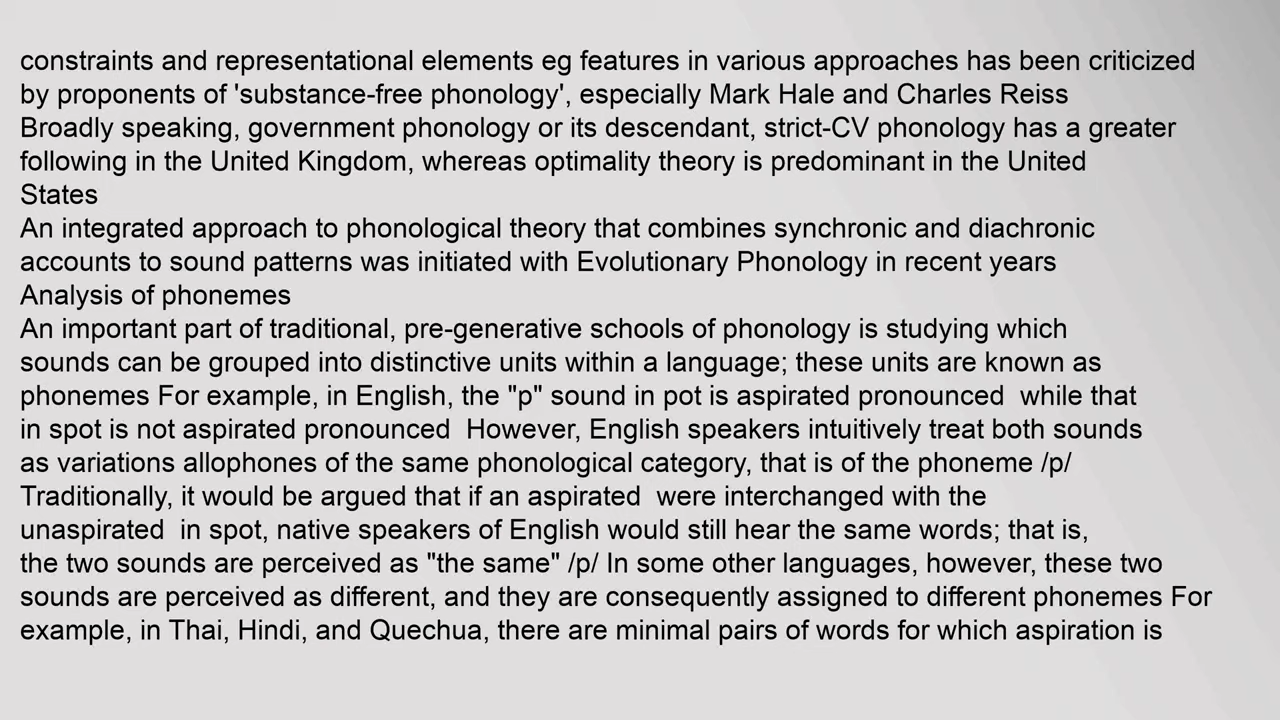 constraints and representational elements eg features in various approaches has been criticized
by proponents of 'substance-free phonology', especially Mark Hale and Charles Reiss
Broadly speaking, government phonology or its descendant, strict-CV phonology has a greater
following in the United Kingdom, whereas optimality theory is predominant in the United
States
An integrated approach to phonological theory that combines synchronic and diachronic
accounts to sound patterns was initiated with Evolutionary Phonology in recent years
Analysis of phonemes
An important part of traditional, pre-generative schools of phonology is studying which
sounds can be grouped into distinctive units within a language; these units are known as
phonemes For example, in English, the "p" sound in pot is aspirated pronounced  while that
in spot is not aspirated pronounced  However, English speakers intuitively treat both sounds
as variations allophones of the same phonological category, that is of the phoneme /p/
Traditionally, it would be argued that if an aspirated  were interchanged with the
unaspirated  in spot, native speakers of English would still hear the same words; that is,
the two sounds are perceived as "the same" /p/ In some other languages, however, these two
sounds are perceived as different, and they are consequently assigned to different phonemes For
example, in Thai, Hindi, and Quechua, there are minimal pairs of words for which aspiration is